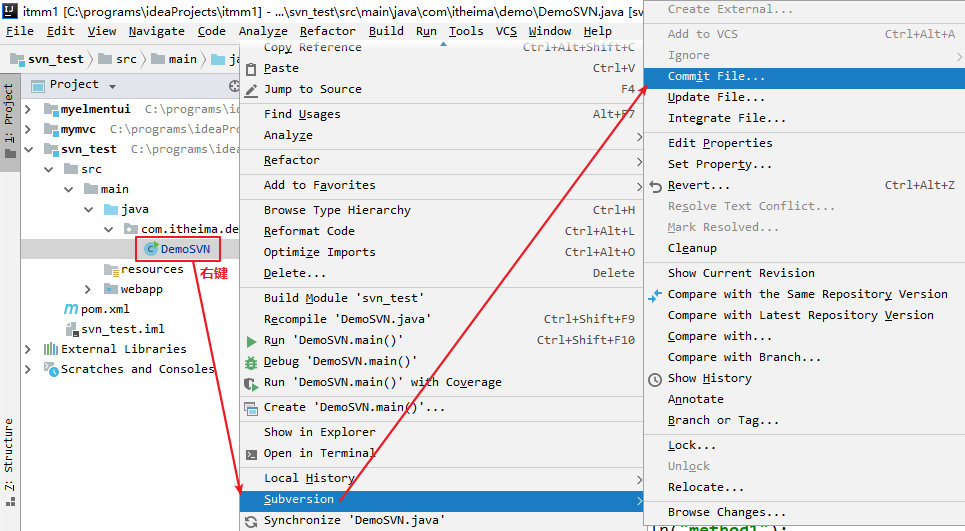 itmm1 [C:\programs\ideaProjects\itmm1] - ...\svn_test\src\main\java\com\itheima\demo\DemoSVN.java [sv
File Edit View Navigate Code Analyze Refactor Build Run Tools VCS Window Help
svn_test src main ja
Project
1: Project
Z: Structure
myelmentui C:\programs\ide
mymvc C:\programs\ideaPro
svn_test C:\programs\idea
src
main
java
com.itheima.de
DemoSVN
右键
resources
webapp
pom.xml
svn_test.iml
External Libraries
Scratches and Consoles
Copy Reference Ctrl+Alt+Shift+C
Paste Ctrl+V
Jump to Source F4
Find Usages Alt+F7
Analyze
Refactor
Add to Favorites
Browse Type Hierarchy Ctrl+H
Reformat Code Ctrl+Alt+L
Optimize Imports Ctrl+Alt+O
Delete... Delete
Build Module 'svn_test'
Recompile 'DemoSVN.java' Ctrl+Shift+F9
Run 'DemoSVN.main()' Ctrl+Shift+F10
Debug 'DemoSVN.main()'
Run 'DemoSVN.main()' with Coverage
Create 'DemoSVN.main()'...
Show in Explorer
Open in Terminal
Local History
Subversion
Synchronize 'DemoSVN.java'
Create External...
Add to VCS Ctrl+Alt+A
Ignore
Commit File...
Update File...
Integrate File...
Edit Properties
Set Property...
Revert... Ctrl+Alt+Z
Resolve Text Conflict...
Mark Resolved...
Cleanup
Show Current Revision
Compare with the Same Repository Version
Compare with Latest Repository Version
Compare with...
Compare with Branch...
Show History
Annotate
Branch or Tag...
Lock...
Unlock
Relocate...
Browse Changes...
ln("method1");